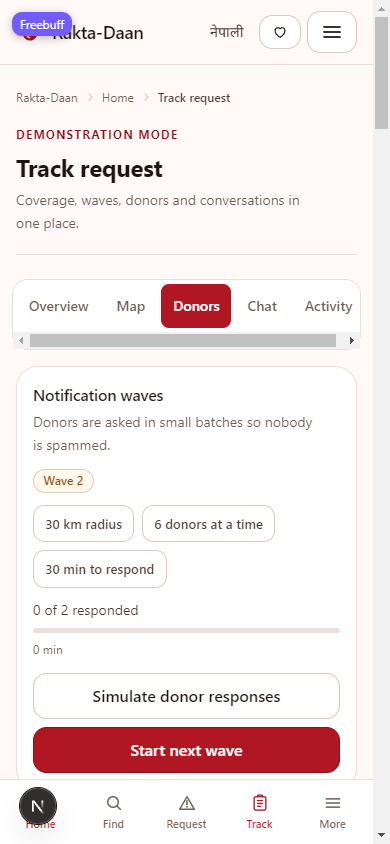 Freebuff
Rakta-Daan
नेपाली
Rakta-Daan
Home
Track request
DEMONSTRATION MODE
Track request
Coverage, waves, donors and conversations in
one place.
Overview
Map
Donors
Chat
Activity
Notification waves
Donors are asked in small batches so nobody
is spammed.
Wave 2
30 km radius
6 donors at a time
30 min to respond
0 of 2 responded
0 min
Simulate donor responses
Start next wave
N
Home
Find
Request
Track
More